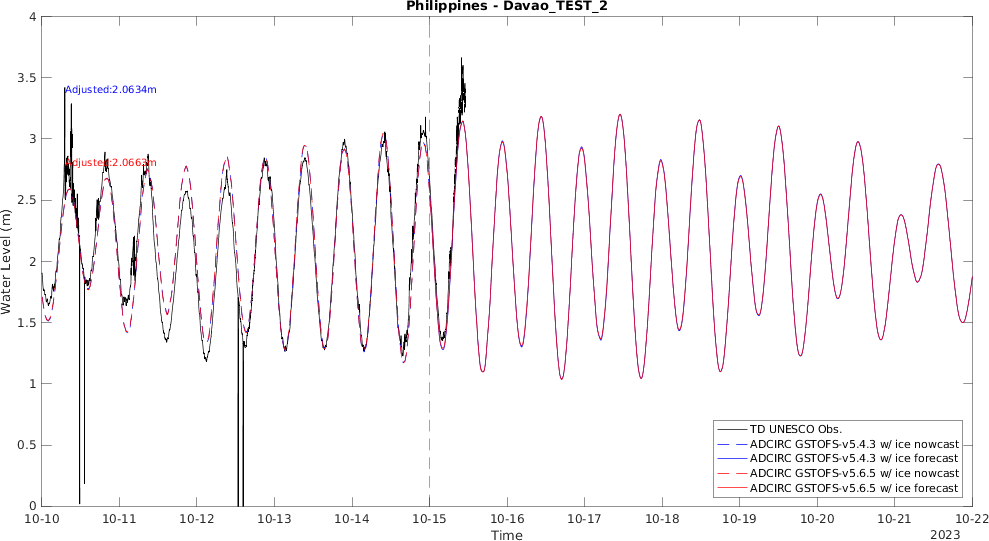 Philippines - Davao_TEST_2
4
3.5
3
2.5
2
1.5
1
0.5
0
Water Level (m)
Adjusted:2.0634m
Adjusted:2.0663m
TD UNESCO Obs.
ADCIRC GSTOFS-v5.4.3 w/ ice nowcast
ADCIRC GSTOFS-v5.4.3 w/ ice forecast
ADCIRC GSTOFS-v5.6.5 w/ ice nowcast
ADCIRC GSTOFS-v5.6.5 w/ ice forecast
10-10 10-11 10-12 10-13 10-14 10-15 10-16 10-17 10-18 10-19 10-20 10-21 10-22
Time
2023